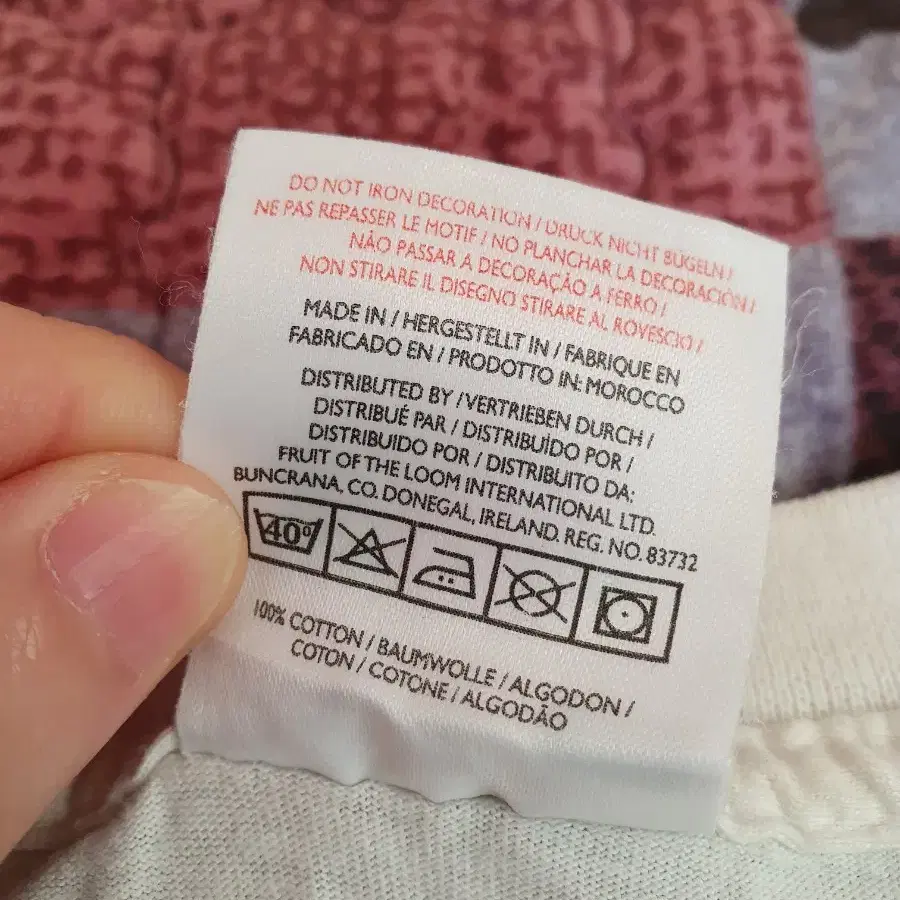 DO NOT IRON DECORATION / DRUCK NICHT BÜGELN /
NE PAS REPASSER LE MOTIF / NO PLANCHAR LA DECORACIÓN /
NÃO PASSAR A DECORAÇÃO A FERRO /
NON STIRARE IL DISEGNO STIRARE AL ROVESCIO /
MADE IN / HERGESTELLT IN / FABRIQUE EN
FABRICADO EN / PRODOTTO IN: MOROCCO
DISTRIBUTED BY / VERTRIEBEN DURCH /
DISTRIBUÉ PAR / DISTRIBUÍDO POR /
DISTRIBUIDO POR / DISTRIBUITO DA:
FRUIT OF THE LOOM INTERNATIONAL LTD.
BUNCRANA, CO. DONEGAL, IRELAND. REG. NO. 83732
40°
100% COTTON / BAUMWOLLE / ALGODON /
COTON / COTONE / ALGODÃO